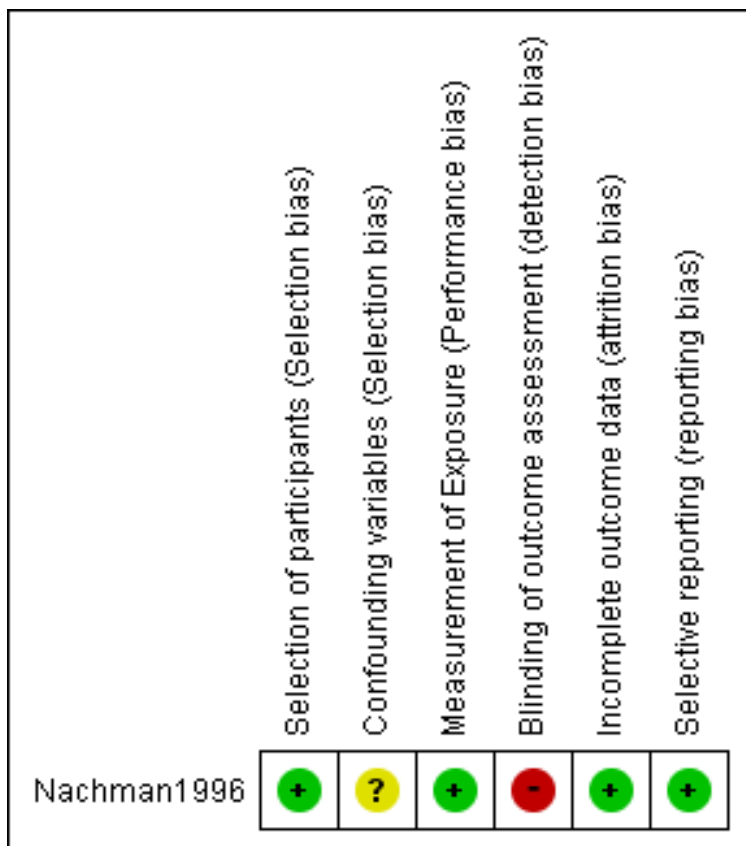 Selection of participants (Selection bias)
Confounding variables (Selection bias)
Measurement of Exposure (Performance bias)
Blinding of outcome assessment (detection bias)
Incomplete outcome data (attrition bias)
Selective reporting (reporting bias)
Nachman1996 + ? + - + +